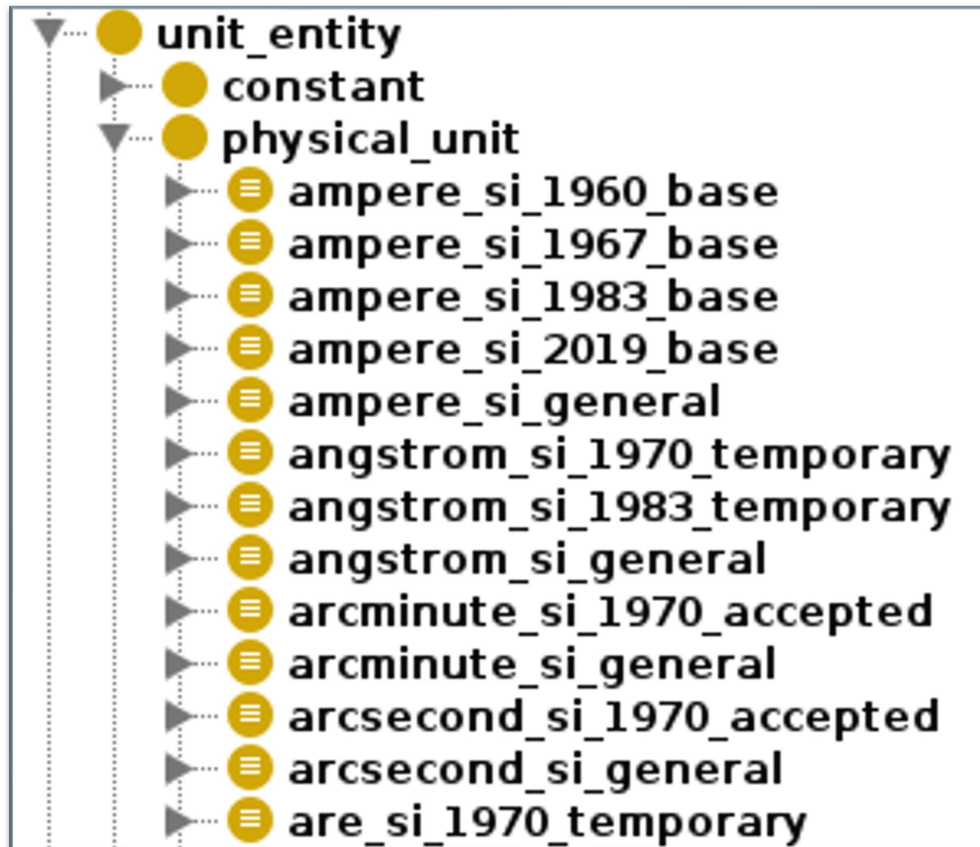 unit_entity
constant
physical_unit
ampere_si_1960_base
ampere_si_1967_base
ampere_si_1983_base
ampere_si_2019_base
ampere_si_general
angstrom_si_1970_temporary
angstrom_si_1983_temporary
angstrom_si_general
arcminute_si_1970_accepted
arcminute_si_general
arcsecond_si_1970_accepted
arcsecond_si_general
are_si_1970_temporary